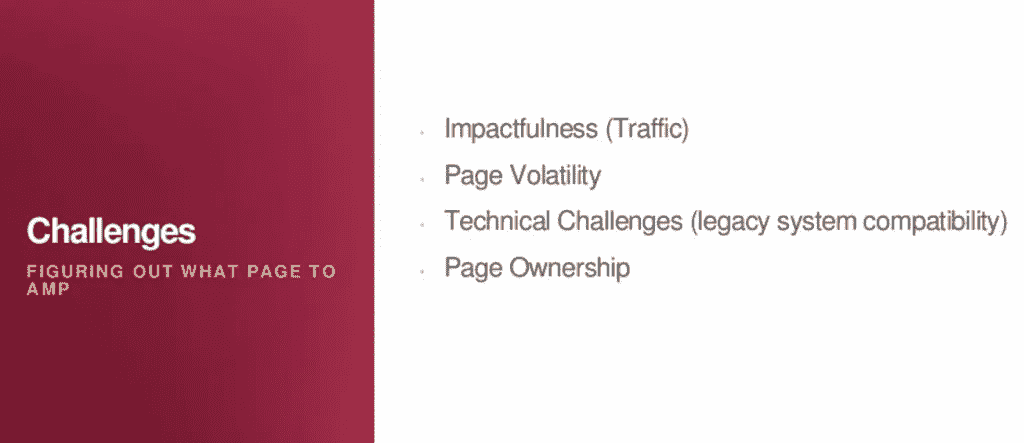 Challenges
FIGURING OUT WHAT PAGE TO
AMP
Impactfulness (Traffic)
Page Volatility
Technical Challenges (legacy system compatibility)
Page Ownership